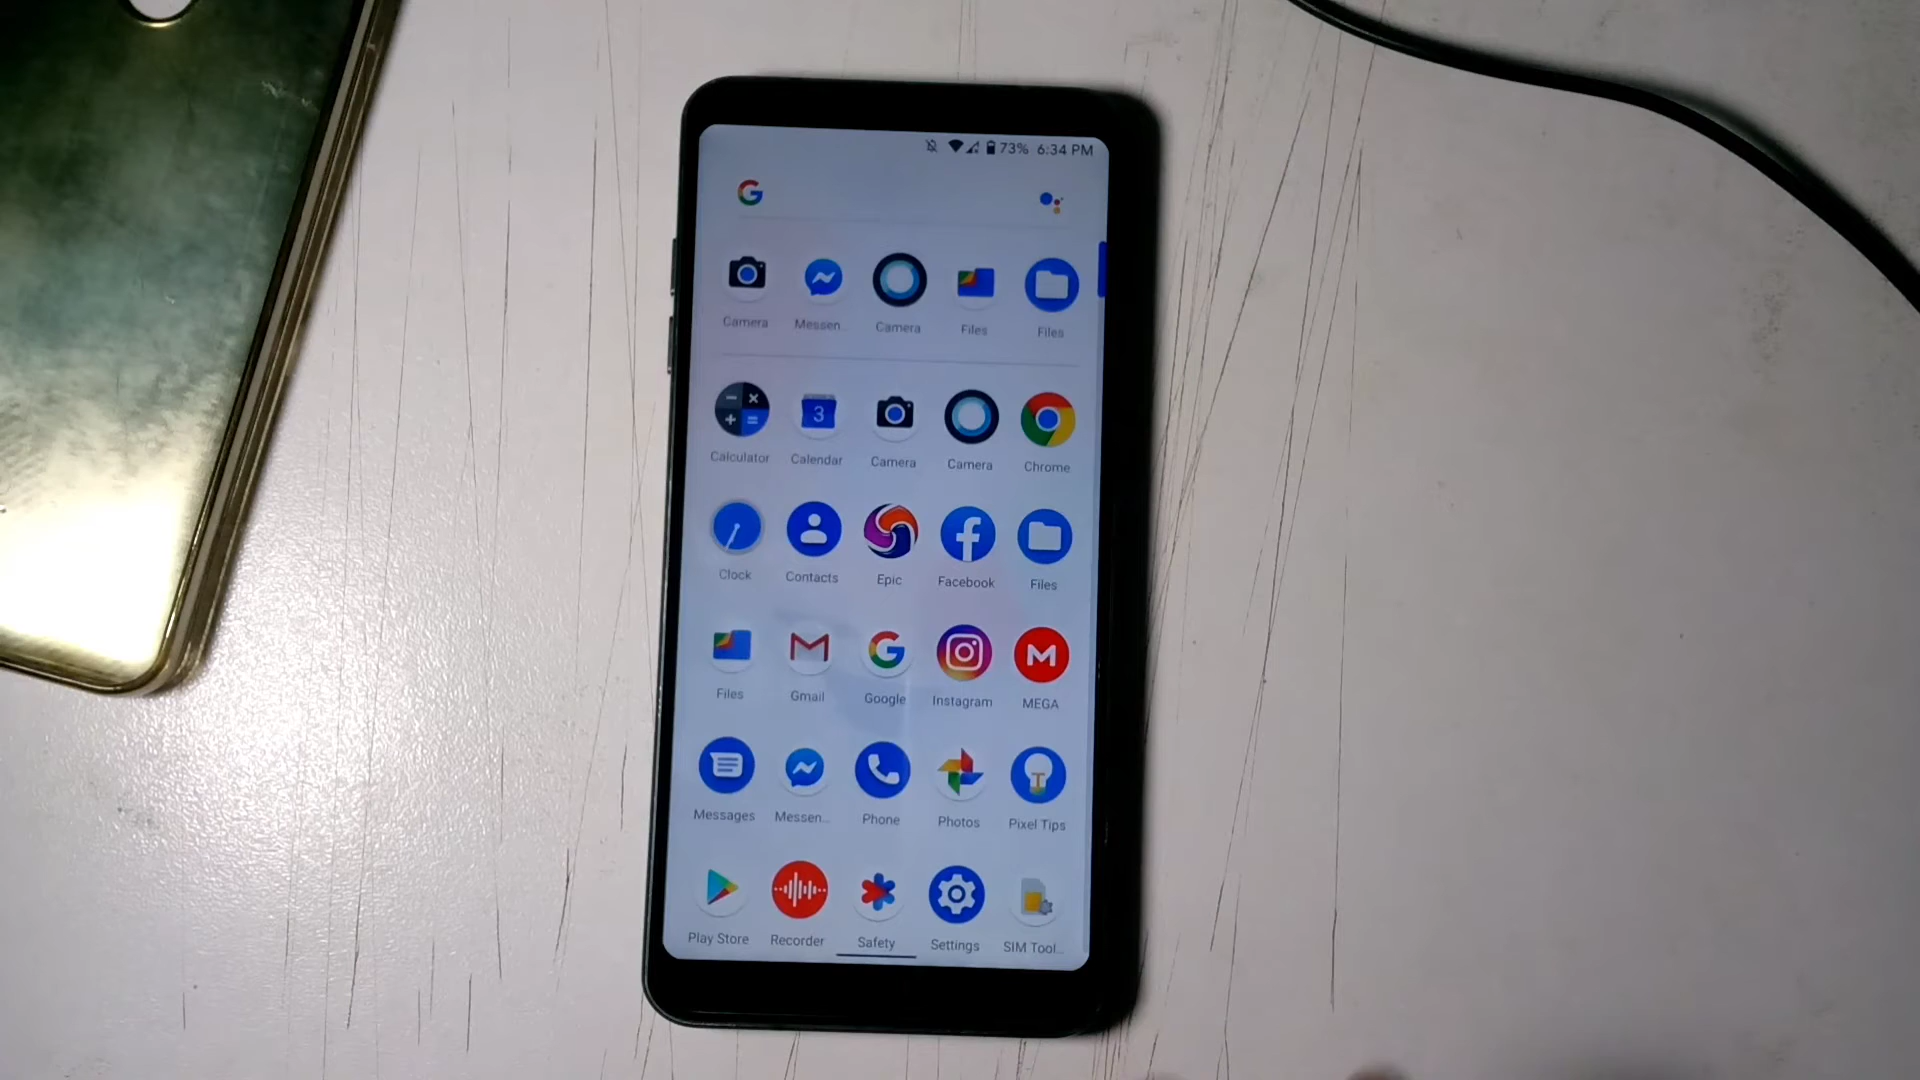 73% 6:34 PM
Camera Messen... Camera Files Files
Calculator Calendar Camera Camera Chrome
3
Clock Contacts Epic Facebook Files
Files Gmail Google Instagram MEGA
Messages Messen... Phone Photos Pixel Tips
Play Store Recorder Safety Settings SIM Tool...